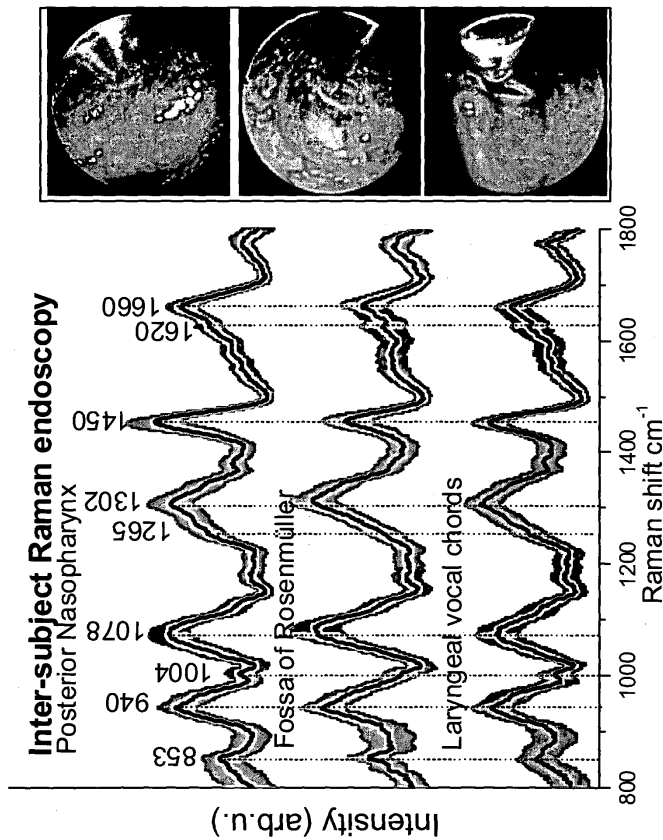 Inter-subject Raman endoscopy
Posterior Nasopharynx
853
940
1004
1078
1265
1302
1450
1620
1660
Fossa of Rosenmüller
Laryngeal vocal chords
Intensity (arb.u.)
800
1000
1200
1400
1600
1800
Raman shift cm⁻¹